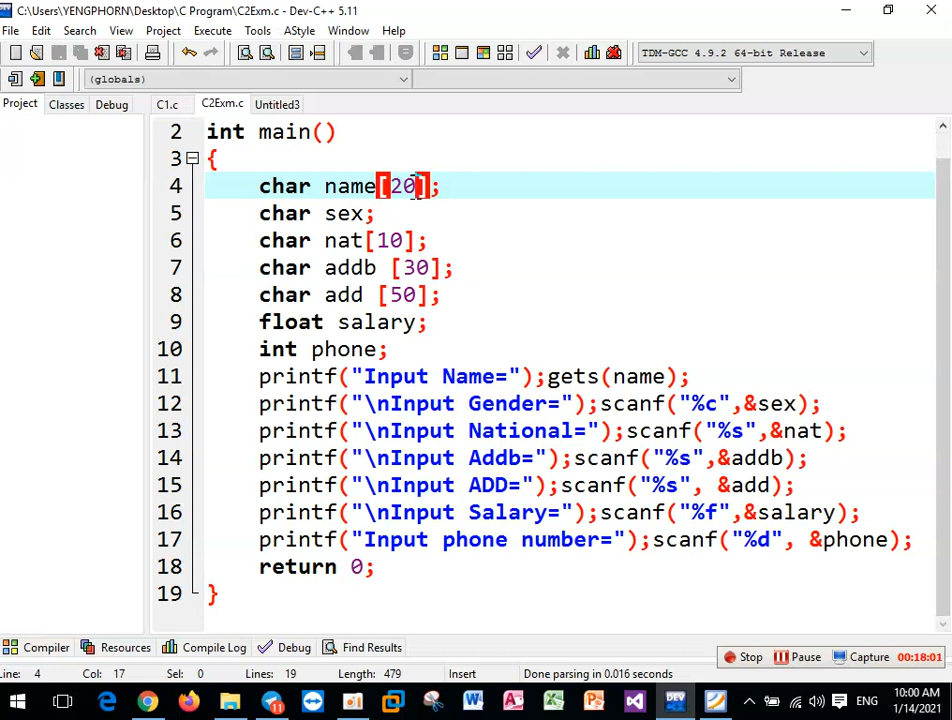 C:\Users\YENGPHORN\Desktop\C Program\C2Exm.c - Dev-C++ 5.11
File Edit Search View Project Execute Tools AStyle Window Help
TDM-GCC 4.9.2 64-bit Release
(globals)
Project Classes Debug C1.c C2Exm.c Untitled3
2 int main()
3 {
4 char name[20];
5 char sex;
6 char nat[10];
7 char addb [30];
8 char add [50];
9 float salary;
10 int phone;
11 printf("Input Name=");gets(name);
12 printf("\nInput Gender=");scanf("%c",&sex);
13 printf("\nInput National=");scanf("%s",&nat);
14 printf("\nInput Addb=");scanf("%s",&addb);
15 printf("\nInput ADD=");scanf("%s", &add);
16 printf("\nInput Salary=");scanf("%f",&salary);
17 printf("Input phone number=");scanf("%d", &phone);
18 return 0;
19 }
Compiler Resources Compile Log Debug Find Results
Line: 4 Col: 17 Sel: 0 Lines: 19 Length: 479 Insert Done parsing in 0.016 seconds
Stop Pause Capture 00:18:01
11 DEV ENG 10:00 AM
1/14/2021